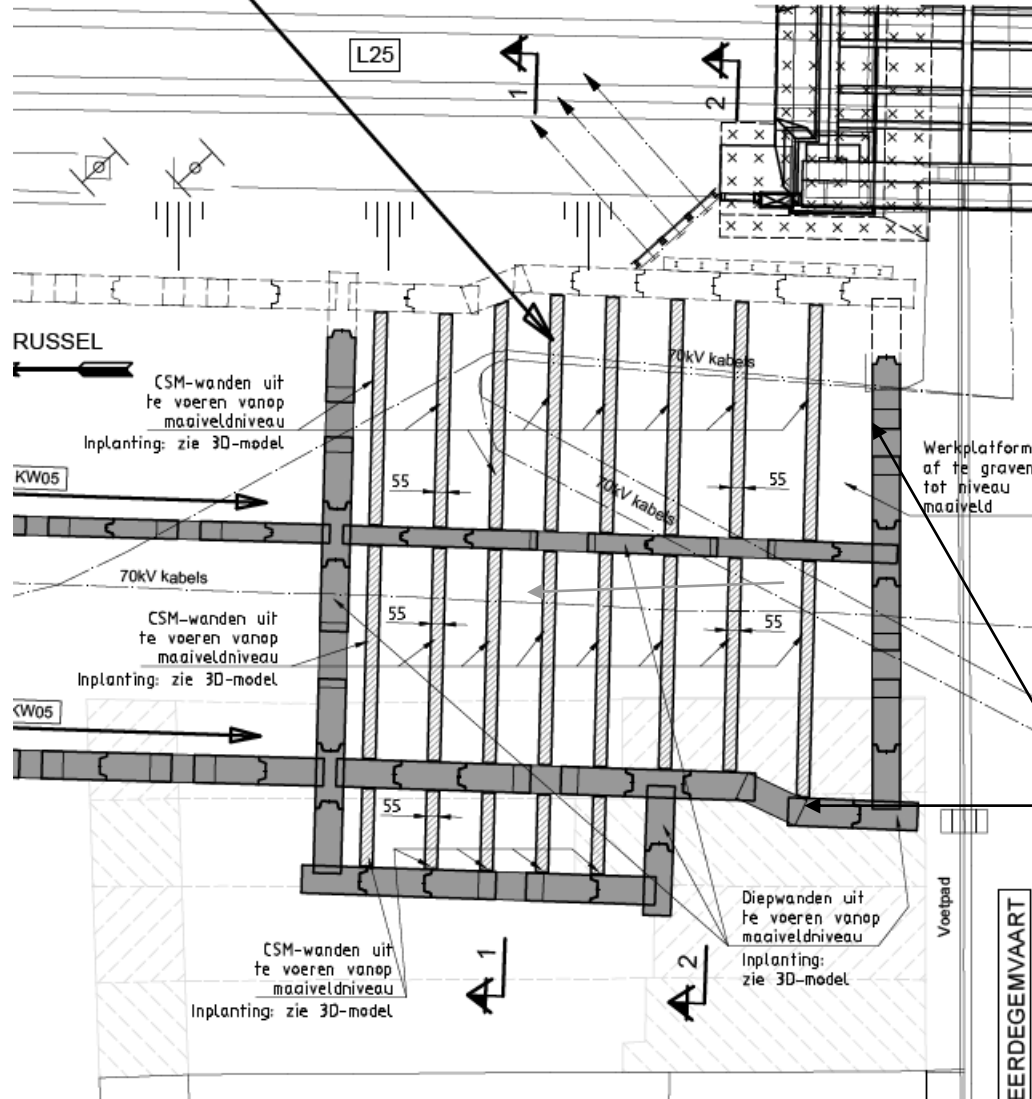 L25
1
2
RUSSEL
70kV kabels
CSM-wanden uit
te voeren vanop
maaiveldniveau
Inplanting: zie 3D-model
Werkplatform
af te graven
tot niveau
maaiveld
KW05
55
55
70kV kabels
70kV kabels
CSM-wanden uit
te voeren vanop
maaiveldniveau
Inplanting: zie 3D-model
55
55
KW05
55
Diepwanden uit
te voeren vanop
maaiveldniveau
Inplanting:
zie 3D-model
Voetpad
CSM-wanden uit
te voeren vanop
maaiveldniveau
Inplanting: zie 3D-model
1
2
EERDEGEMVAART